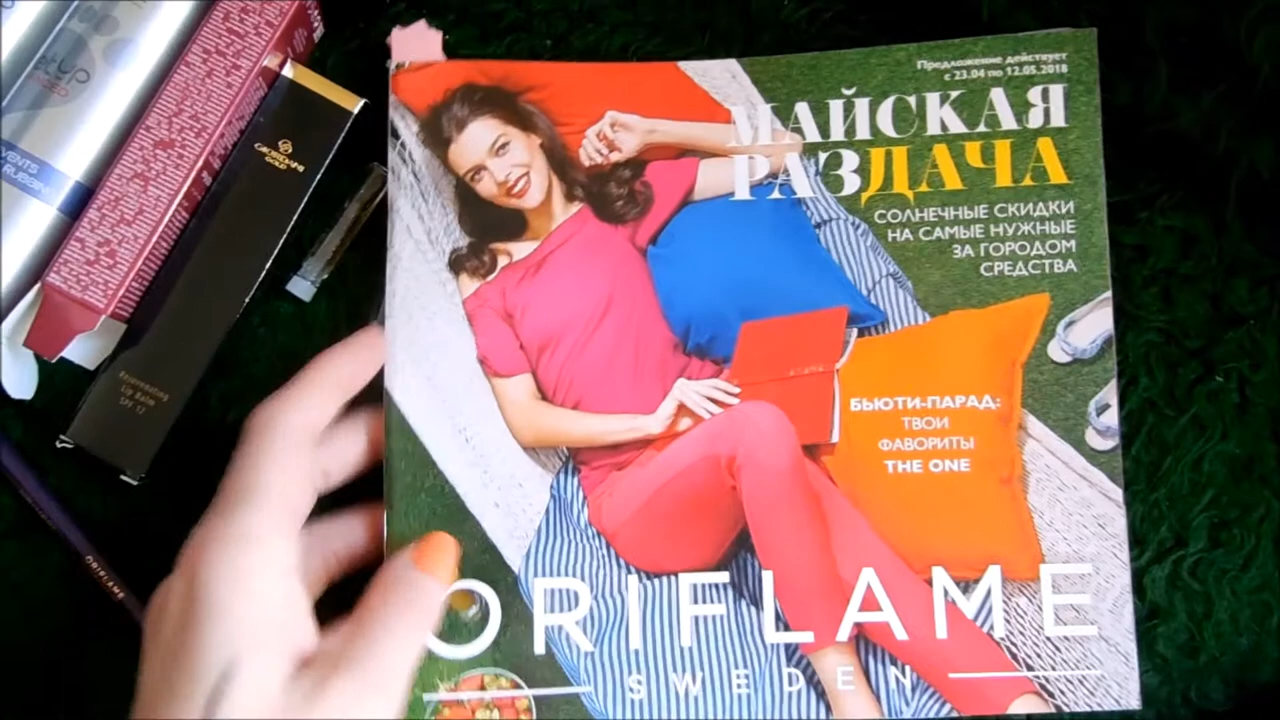 Предложение действует
с 23.04 по 12.05.2018
МАЙСКАЯ
РАЗДАЧА
СОЛНЕЧНЫЕ СКИДКИ
НА САМЫЕ НУЖНЫЕ
ЗА ГОРОДОМ
СРЕДСТВА
БЬЮТИ-ПАРАД:
ТВОИ
ФАВОРИТЫ
THE ONE
ORIFLAME
SWEDEN
GIORDANI
GOLD
Rejuvenating
Lip Balm
SPF 12
ORIFLAME